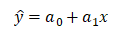 ŷ = a₀ + a₁x